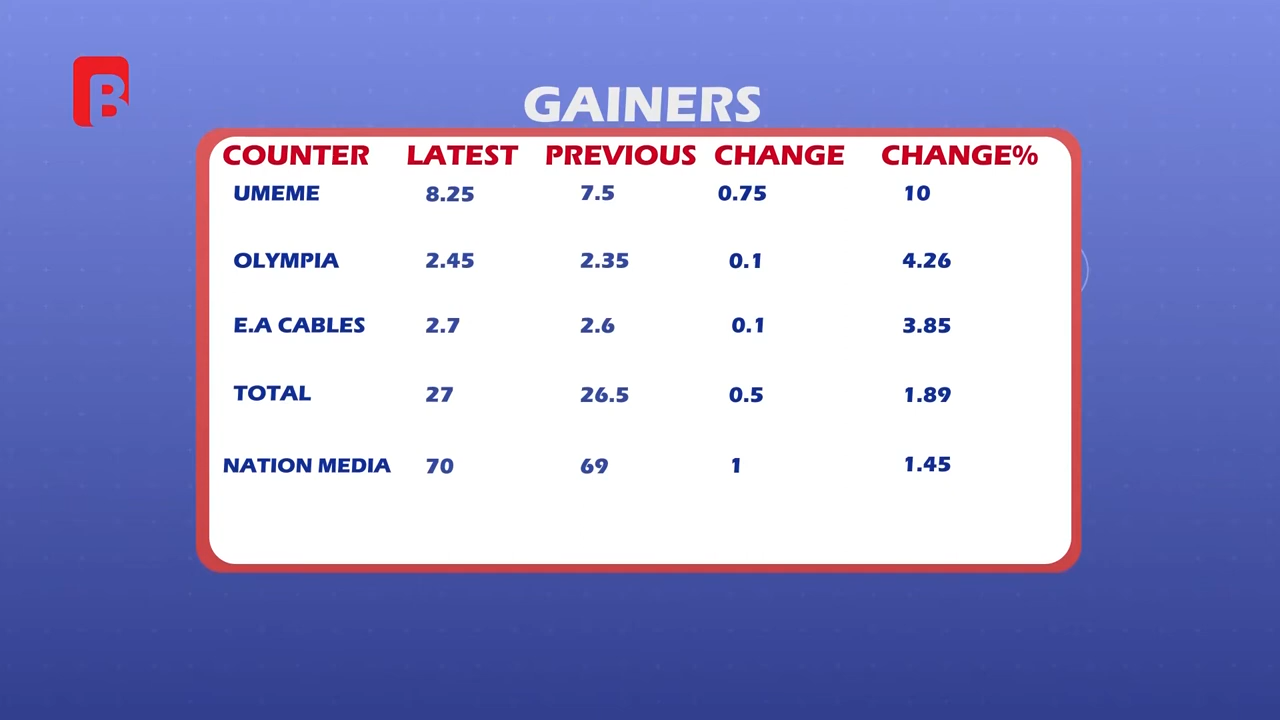 B
GAINERS
COUNTER LATEST PREVIOUS CHANGE CHANGE%
UMEME 8.25 7.5 0.75 10
OLYMPIA 2.45 2.35 0.1 4.26
E.A CABLES 2.7 2.6 0.1 3.85
TOTAL 27 26.5 0.5 1.89
NATION MEDIA 70 69 1 1.45